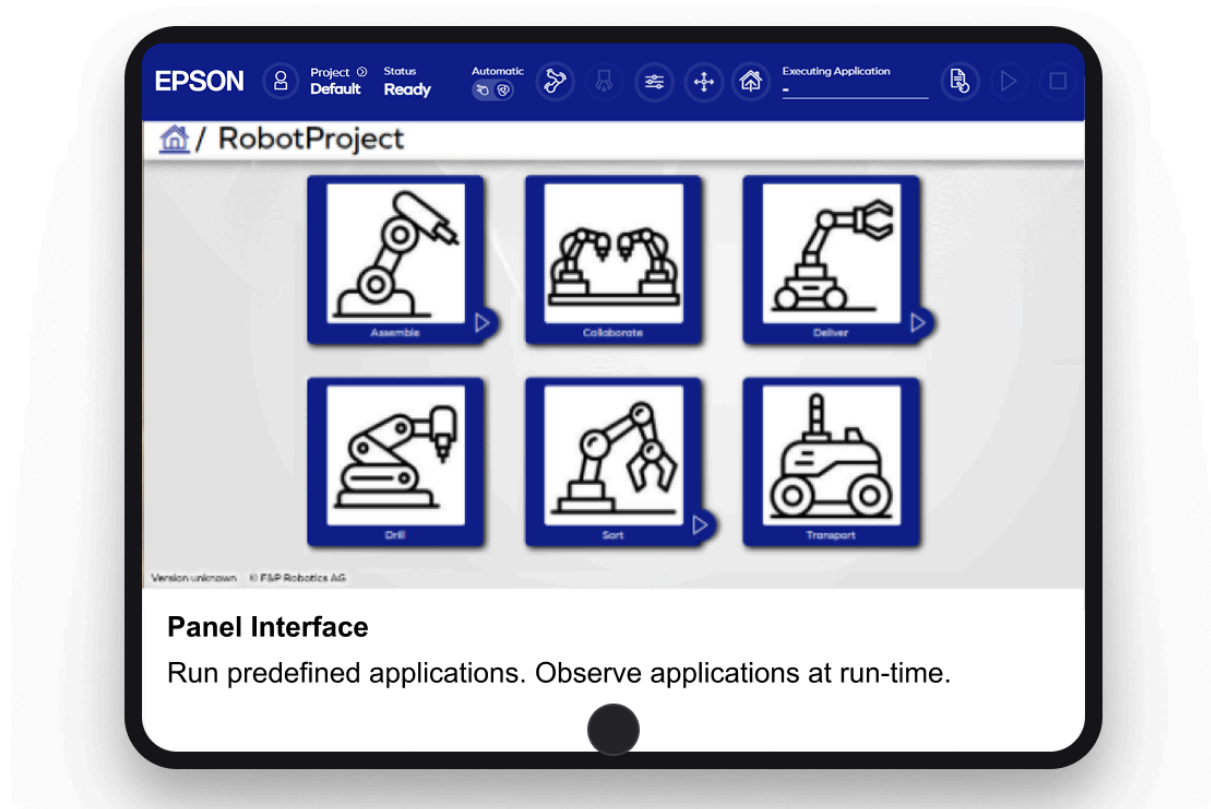 EPSON
Project
Default
Status
Ready
Automatic
Executing Application
-
/ RobotProject
Assemble
Collaborate
Deliver
Drill
Sort
Transport
Version unknown © F&P Robotics AG
Panel Interface
Run predefined applications. Observe applications at run-time.